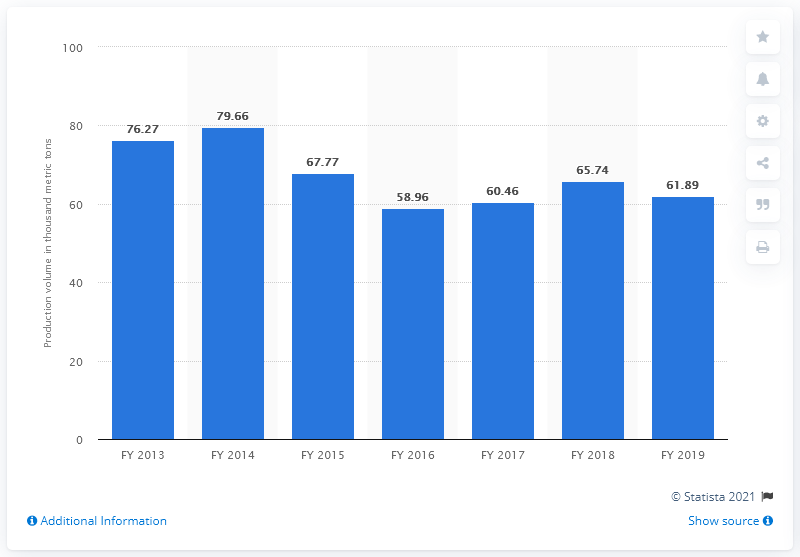 Production volume in thousand metric tons
100
80
60
40
20
0
76.27
79.66
67.77
58.96
60.46
65.74
61.89
FY 2013
FY 2014
FY 2015
FY 2016
FY 2017
FY 2018
FY 2019
© Statista 2021
Additional Information
Show source